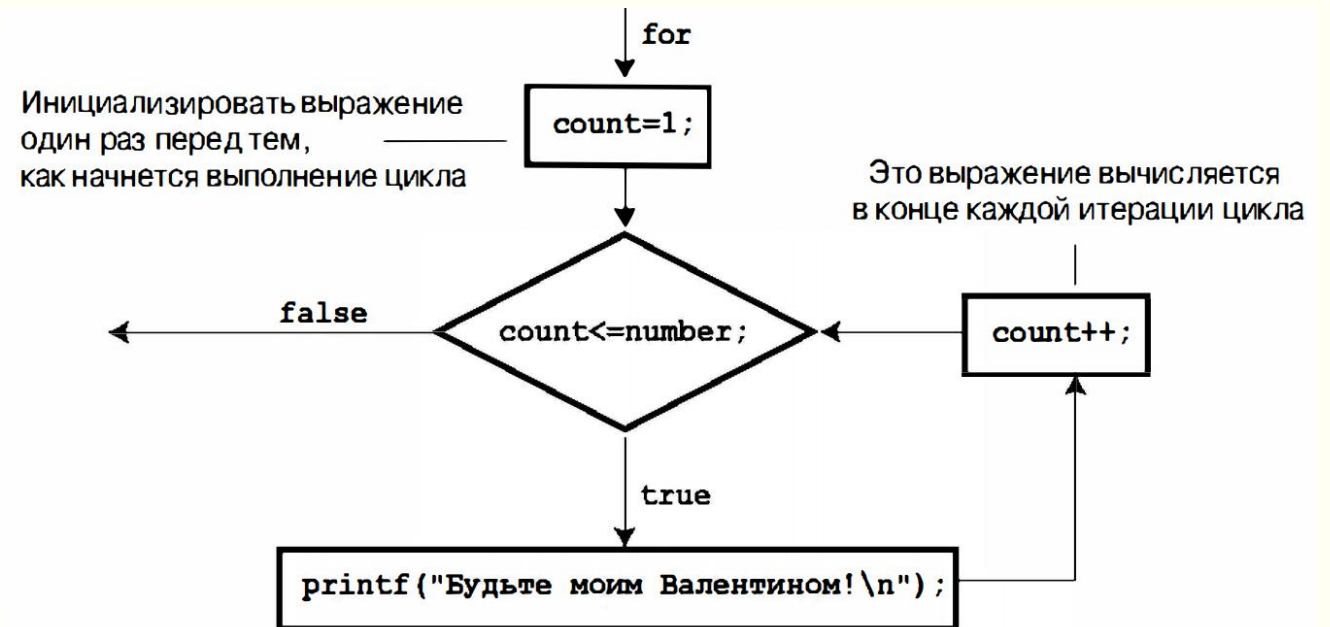 for
Инициализировать выражение
один раз перед тем,
как начнется выполнение цикла
count=1;
Это выражение вычисляется
в конце каждой итерации цикла
false
count<=number;
count++;
true
printf("Будьте моим Валентином!\n");